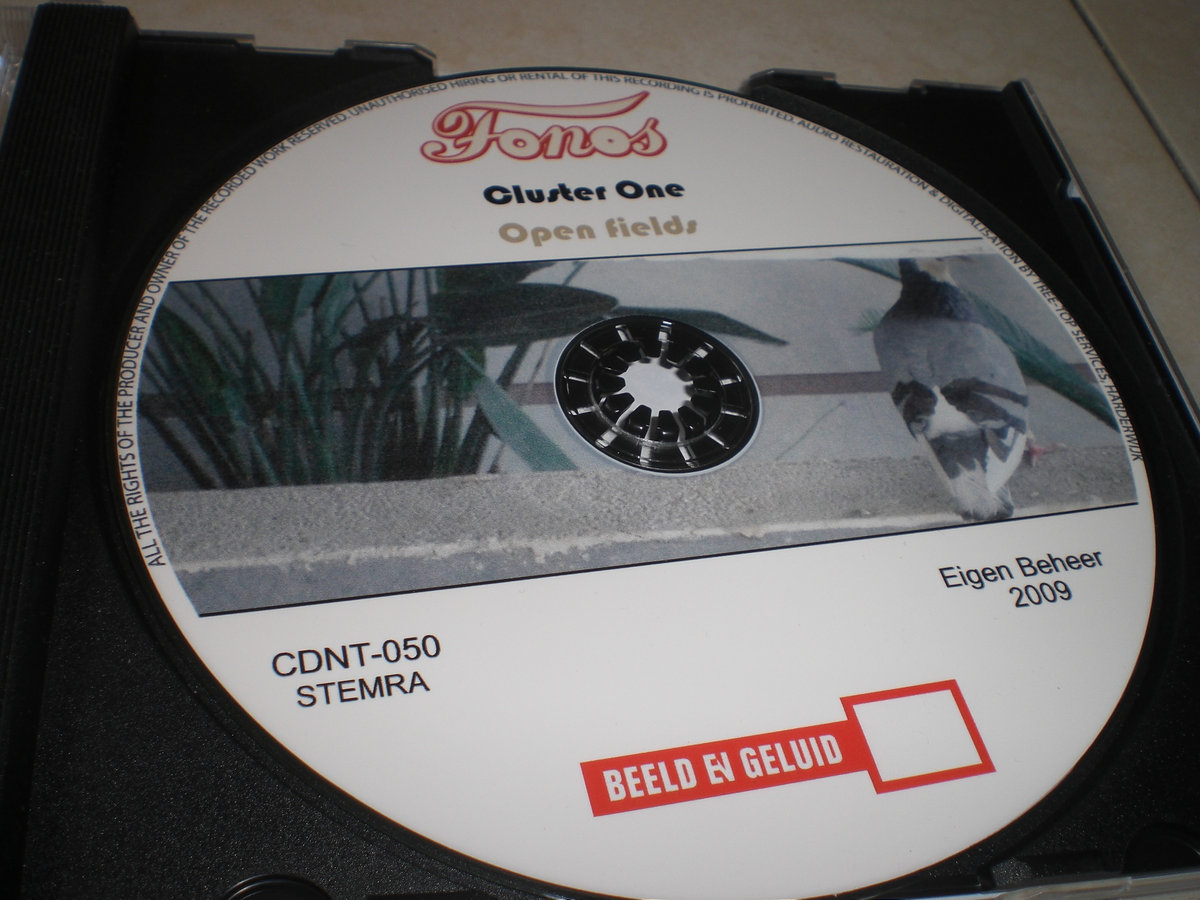 ALL THE RIGHTS OF THE PRODUCER AND OWNER OF THE RECORDED WORK RESERVED. UNAUTHORISED HIRING OR RENTAL OF THIS RECORDING IS PROHIBITED. AUDIO RESTAURATION & DIGITALISATION BY TREETOP SERVICES, HARDERWIJK
Fonos
Cluster One
Open fields
Eigen Beheer
2009
CDNT-050
STEMRA
BEELD EN GELUID